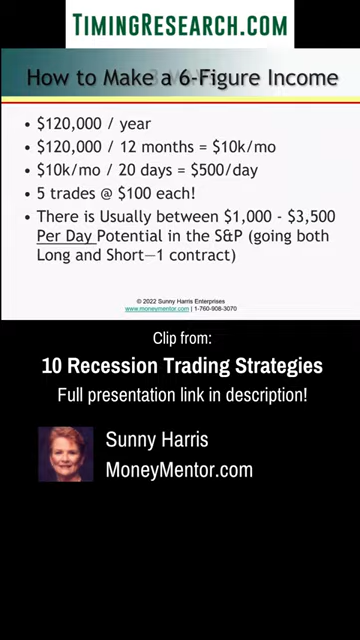 TimingResearch.com
How to Make a 6-Figure Income
• $120,000 / year
• $120,000 / 12 months = $10k/mo
• $10k/mo / 20 days = $500/day
• 5 trades @ $100 each!
• There is Usually between $1,000 - $3,500
Per Day Potential in the S&P (going both
Long and Short—1 contract)
© 2022 Sunny Harris Enterprises
www.moneymentor.com | 1-760-908-3070
Clip from:
10 Recession Trading Strategies
Full presentation link in description!
Sunny Harris
MoneyMentor.com